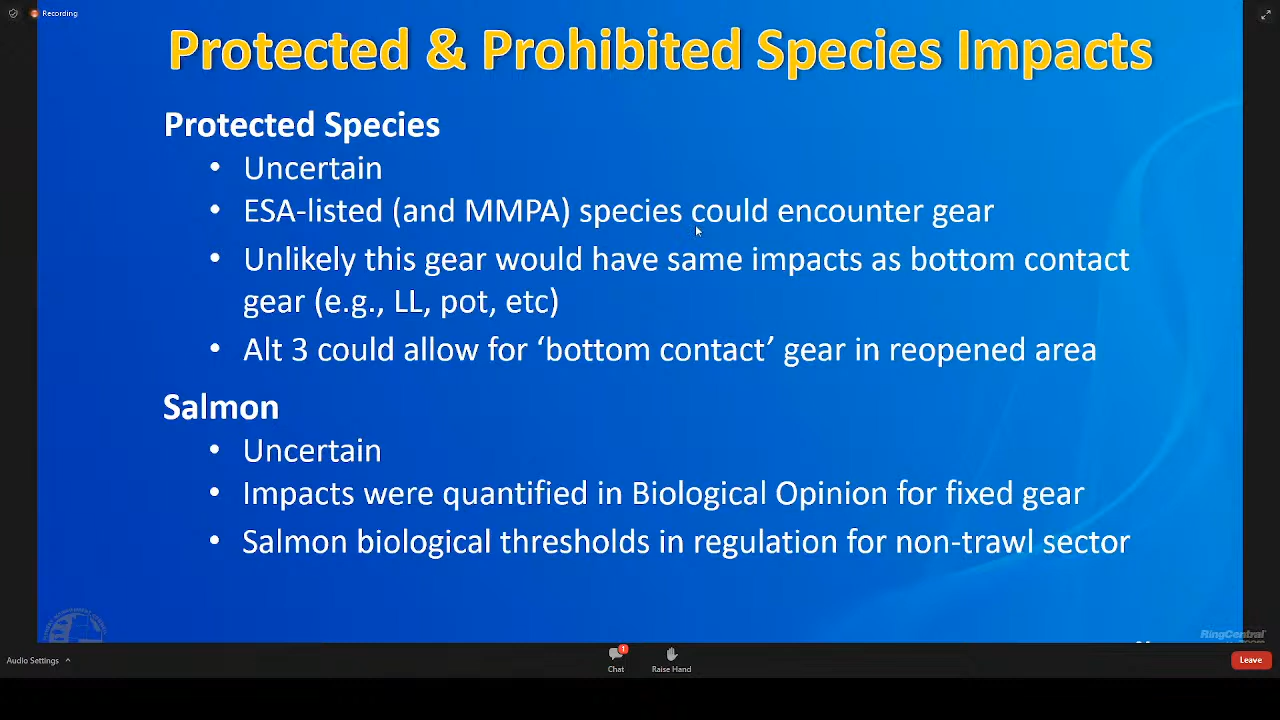 Recording
Protected & Prohibited Species Impacts
Protected Species
• Uncertain
• ESA-listed (and MMPA) species could encounter gear
• Unlikely this gear would have same impacts as bottom contact
gear (e.g., LL, pot, etc)
• Alt 3 could allow for ‘bottom contact’ gear in reopened area
Salmon
• Uncertain
• Impacts were quantified in Biological Opinion for fixed gear
• Salmon biological thresholds in regulation for non-trawl sector
RingCentral
Audio Settings
1
Chat
Raise Hand
Leave